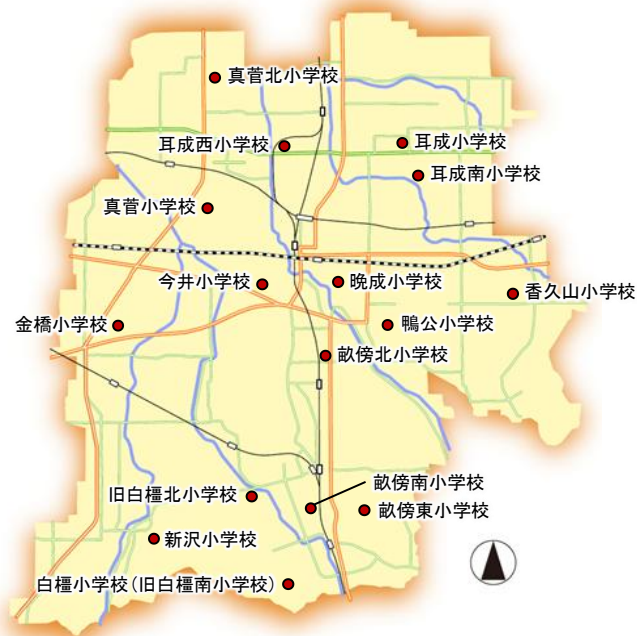 真菅北小学校
耳成西小学校
耳成小学校
耳成南小学校
真菅小学校
今井小学校
晩成小学校
香久山小学校
金橋小学校
鴨公小学校
畝傍北小学校
畝傍南小学校
旧白橿北小学校
畝傍東小学校
新沢小学校
白橿小学校(旧白橿南小学校)